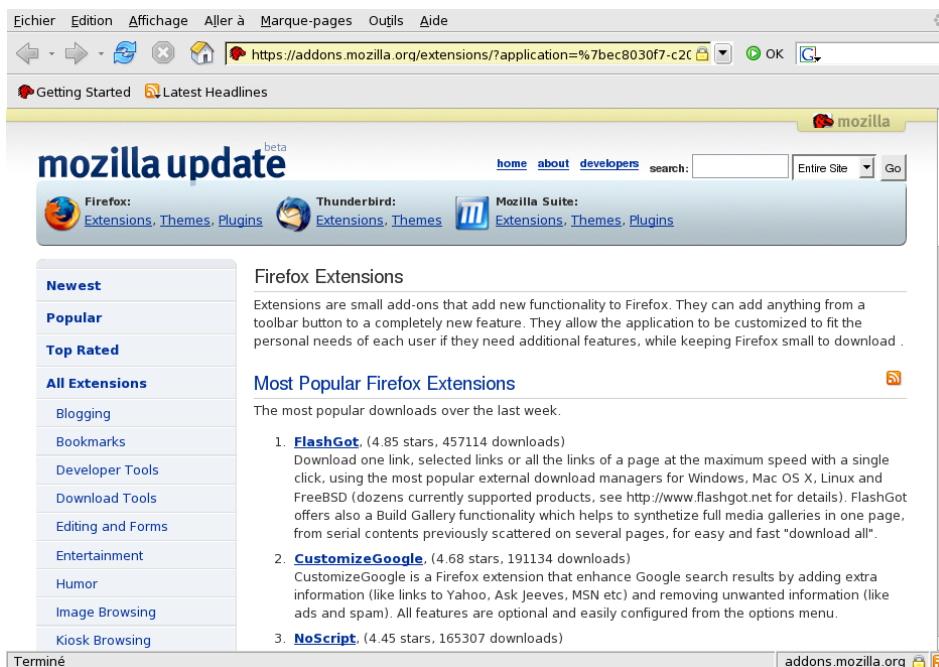 Fichier Edition Affichage Aller à Marque-pages Outils Aide
https://addons.mozilla.org/extensions/?application=%7bec8030f7-c20 OK G
Getting Started Latest Headlines
mozilla
mozilla update beta
home about developers search: Entire Site Go
Firefox: Thunderbird: Mozilla Suite:
Extensions, Themes, Plugins Extensions, Themes Extensions, Themes, Plugins
Newest
Popular
Top Rated
All Extensions
Blogging
Bookmarks
Developer Tools
Download Tools
Editing and Forms
Entertainment
Humor
Image Browsing
Kiosk Browsing
Firefox Extensions
Extensions are small add-ons that add new functionality to Firefox. They can add anything from a
toolbar button to a completely new feature. They allow the application to be customized to fit the
personal needs of each user if they need additional features, while keeping Firefox small to download .
Most Popular Firefox Extensions
The most popular downloads over the last week.
1. FlashGot, (4.85 stars, 457114 downloads)
Download one link, selected links or all the links of a page at the maximum speed with a single
click, using the most popular external download managers for Windows, Mac OS X, Linux and
FreeBSD (dozens currently supported products, see http://www.flashgot.net for details). FlashGot
offers also a Build Gallery functionality which helps to synthetize full media galleries in one page,
from serial contents previously scattered on several pages, for easy and fast "download all".
2. CustomizeGoogle, (4.68 stars, 191134 downloads)
CustomizeGoogle is a Firefox extension that enhance Google search results by adding extra
information (like links to Yahoo, Ask Jeeves, MSN etc) and removing unwanted information (like
ads and spam). All features are optional and easily configured from the options menu.
3. NoScript, (4.45 stars, 165307 downloads)
Terminé addons.mozilla.org